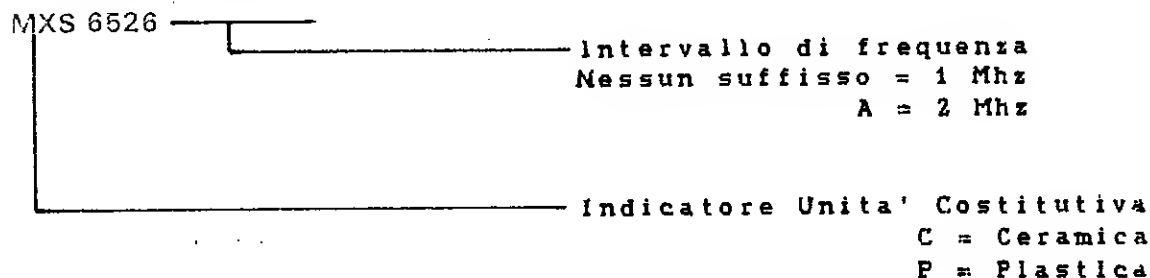 MXS 6526
Intervallo di frequenza
Nessun suffisso = 1 Mhz
A = 2 Mhz
Indicatore Unita' Costitutiva
C = Ceramica
P = Plastica